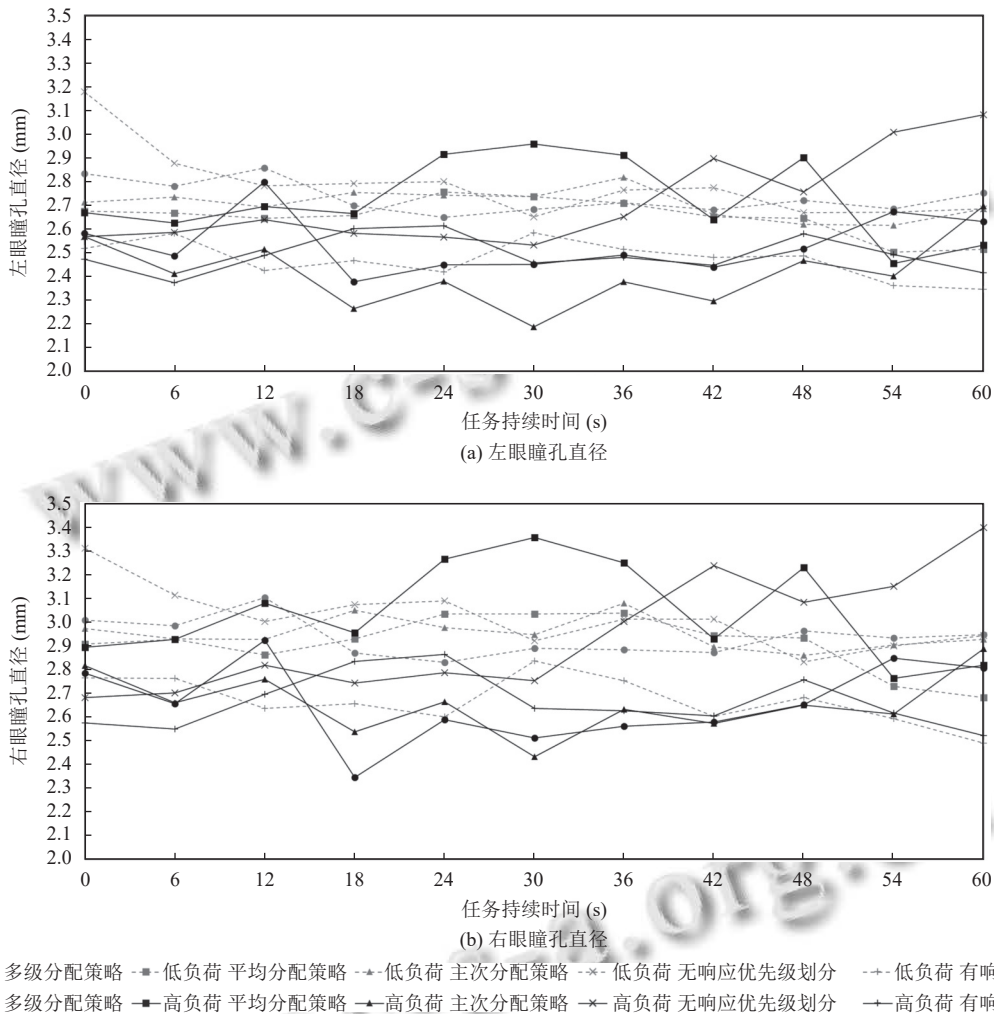 3.5
3.4
3.3
3.2
3.1
3.0
2.9
2.8
2.7
2.6
2.5
2.4
2.3
2.2
2.1
2.0
左眼瞳孔直径 (mm)
0 6 12 18 24 30 36 42 48 54 60
任务持续时间 (s)
(a) 左眼瞳孔直径
www.c-s
3.5
3.4
3.3
3.2
3.1
3.0
2.9
2.8
2.7
2.6
2.5
2.4
2.3
2.2
2.1
2.0
右眼瞳孔直径 (mm)
0 6 12 18 24 30 36 42 48 54 60
任务持续时间 (s)
(b) 右眼瞳孔直径
-a.org.
多级分配策略 低负荷 平均分配策略 低负荷 主次分配策略 低负荷 无响应优先级划分 低负荷 有响
多级分配策略 高负荷 平均分配策略 高负荷 主次分配策略 高负荷 无响应优先级划分 高负荷 有响